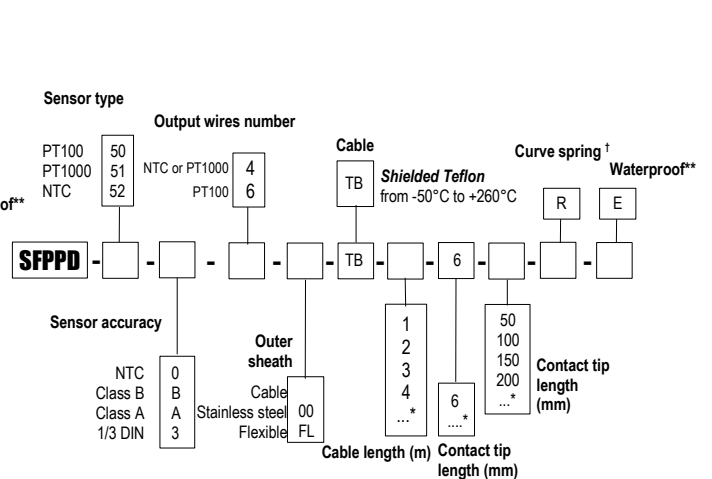 Sensor type
PT100 50
PT1000 51
NTC 52
Output wires number
NTC or PT1000 4
PT100 6
Cable
TB
Shielded Teflon
from -50°C to +260°C
Curve spring †
R
Waterproof**
E
of**
SFPPD - - - - - TB - - 6 - - -
Sensor accuracy
NTC 0
Class B B
Class A A
1/3 DIN 3
Outer
sheath
Cable
Stainless steel 00
Flexible FL
1
2
3
4
...*
Cable length (m)
6
....*
Contact tip
length (mm)
50
100
150
200
...*
Contact tip
length
(mm)